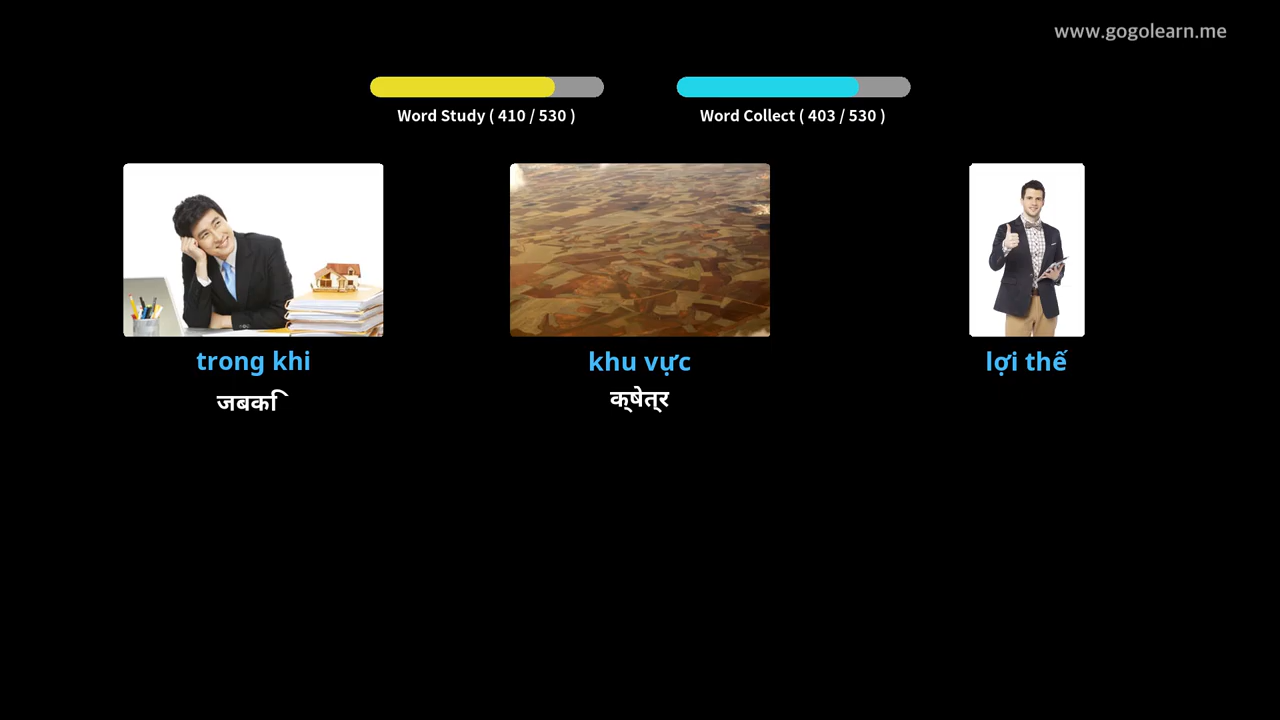 www.gogolearn.me
Word Study ( 410 / 530 )
Word Collect ( 403 / 530 )
trong khi
khu vực
lợi thế
जबकि
क्षेत्र